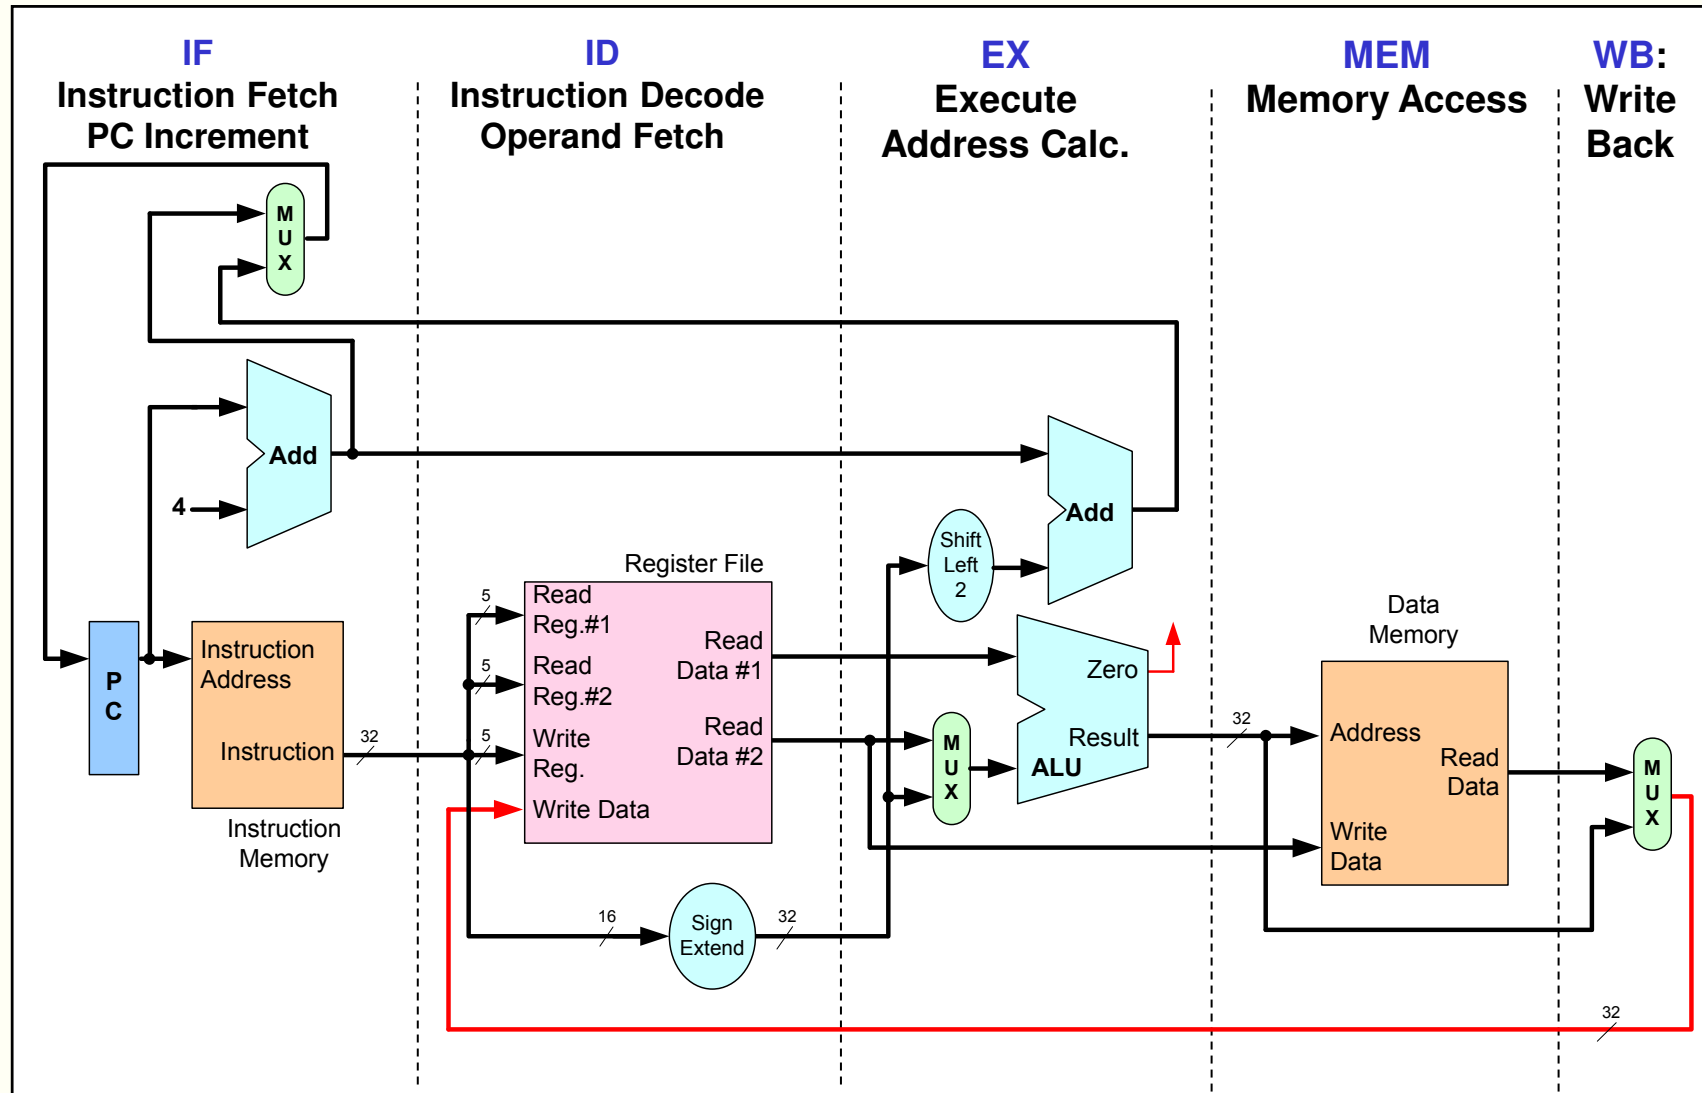 IF
Instruction Fetch
PC Increment
ID
Instruction Decode
Operand Fetch
EX
Execute
Address Calc.
MEM
Memory Access
WB:
Write
Back
M
U
X
Add
4
P
C
Instruction
Address
Instruction
32
Instruction
Memory
Register File
5
Read
Reg.#1
5
Read
Reg.#2
5
Write
Reg.
Write Data
Read
Data #1
Read
Data #2
16
Sign
Extend
32
Shift
Left
2
Add
M
U
X
Zero
Result
ALU
32
Data
Memory
Address
Read
Data
Write
Data
M
U
X
32